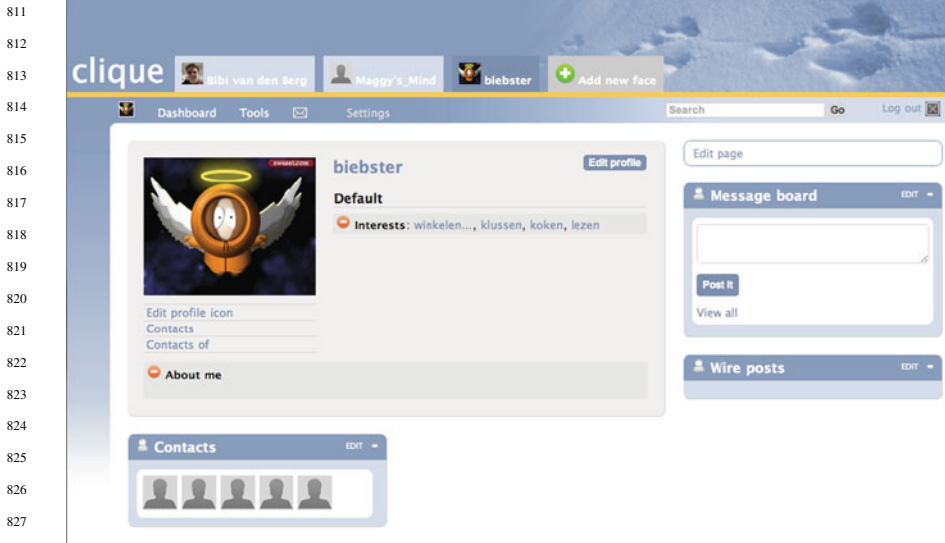 811
812
813
814
815
816
817
818
819
820
821
822
823
824
825
826
827
clique Bibi van den Berg Maggy's_Mind biebster Add new face
Dashboard Tools Settings Search Go Log out
swoset.com
biebster Edit profile
Default
Interests: winkelen..., klussen, koken, lezen
Edit profile icon
Contacts
Contacts of
About me
Contacts EDIT -
Edit page
Message board EDIT -
Post it
View all
Wire posts EDIT -